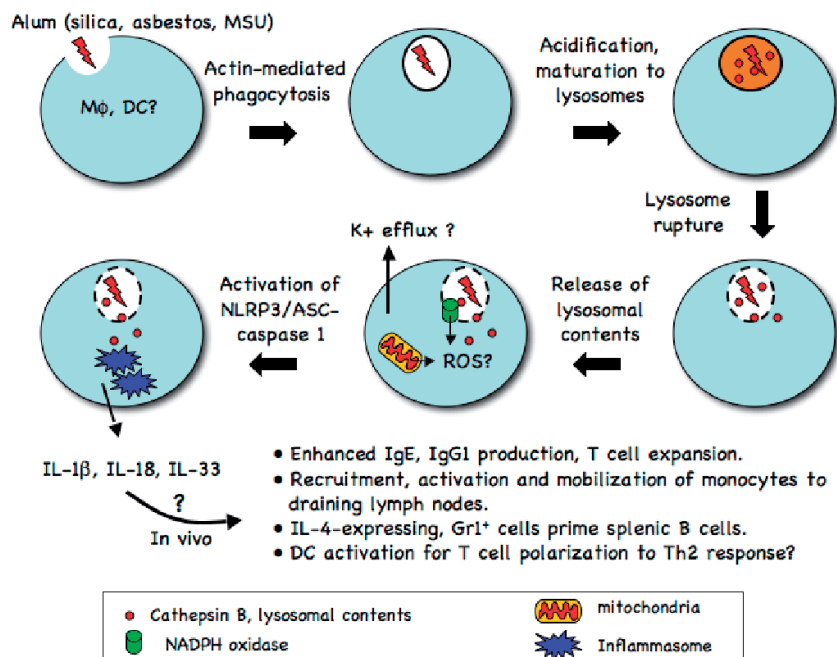 Alum (silica, asbestos, MSU)
Mφ, DC?
Actin-mediated
phagocytosis
Acidification,
maturation to
lysosomes
Lysosome
rupture
Release of
lysosomal
contents
K+ efflux ?
ROS?
Activation of
NLRP3/ASC-
caspase 1
IL-1β, IL-18, IL-33
?
In vivo
• Enhanced IgE, IgG1 production, T cell expansion.
• Recruitment, activation and mobilization of monocytes to
draining lymph nodes.
• IL-4-expressing, Gr1⁺ cells prime splenic B cells.
• DC activation for T cell polarization to Th2 response?
Cathepsin B, lysosomal contents
NADPH oxidase
mitochondria
Inflammasome